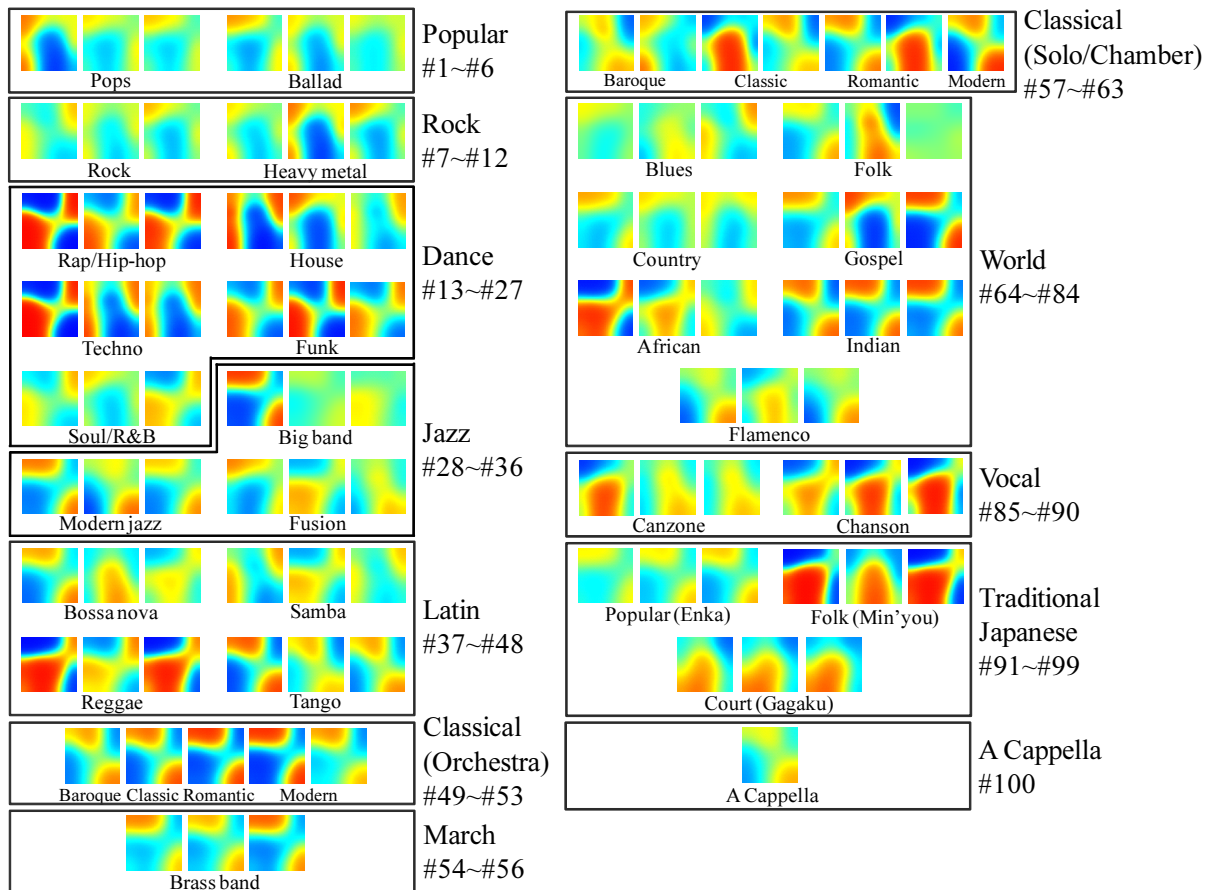 Pops
Ballad
Popular
#1~#6
Rock
Heavy metal
Rock
#7~#12
Rap/Hip-hop
House
Techno
Funk
Soul/R&B
Dance
#13~#27
Big band
Modern jazz
Fusion
Jazz
#28~#36
Bossa nova
Samba
Reggae
Tango
Latin
#37~#48
Baroque Classic Romantic Modern
Classical
(Orchestra)
#49~#53
Brass band
March
#54~#56
Baroque Classic Romantic Modern
Classical
(Solo/Chamber)
#57~#63
Blues
Folk
Country
Gospel
African
Indian
Flamenco
World
#64~#84
Canzone
Chanson
Vocal
#85~#90
Popular (Enka)
Folk (Min'you)
Court (Gagaku)
Traditional
Japanese
#91~#99
A Cappella
A Cappella
#100